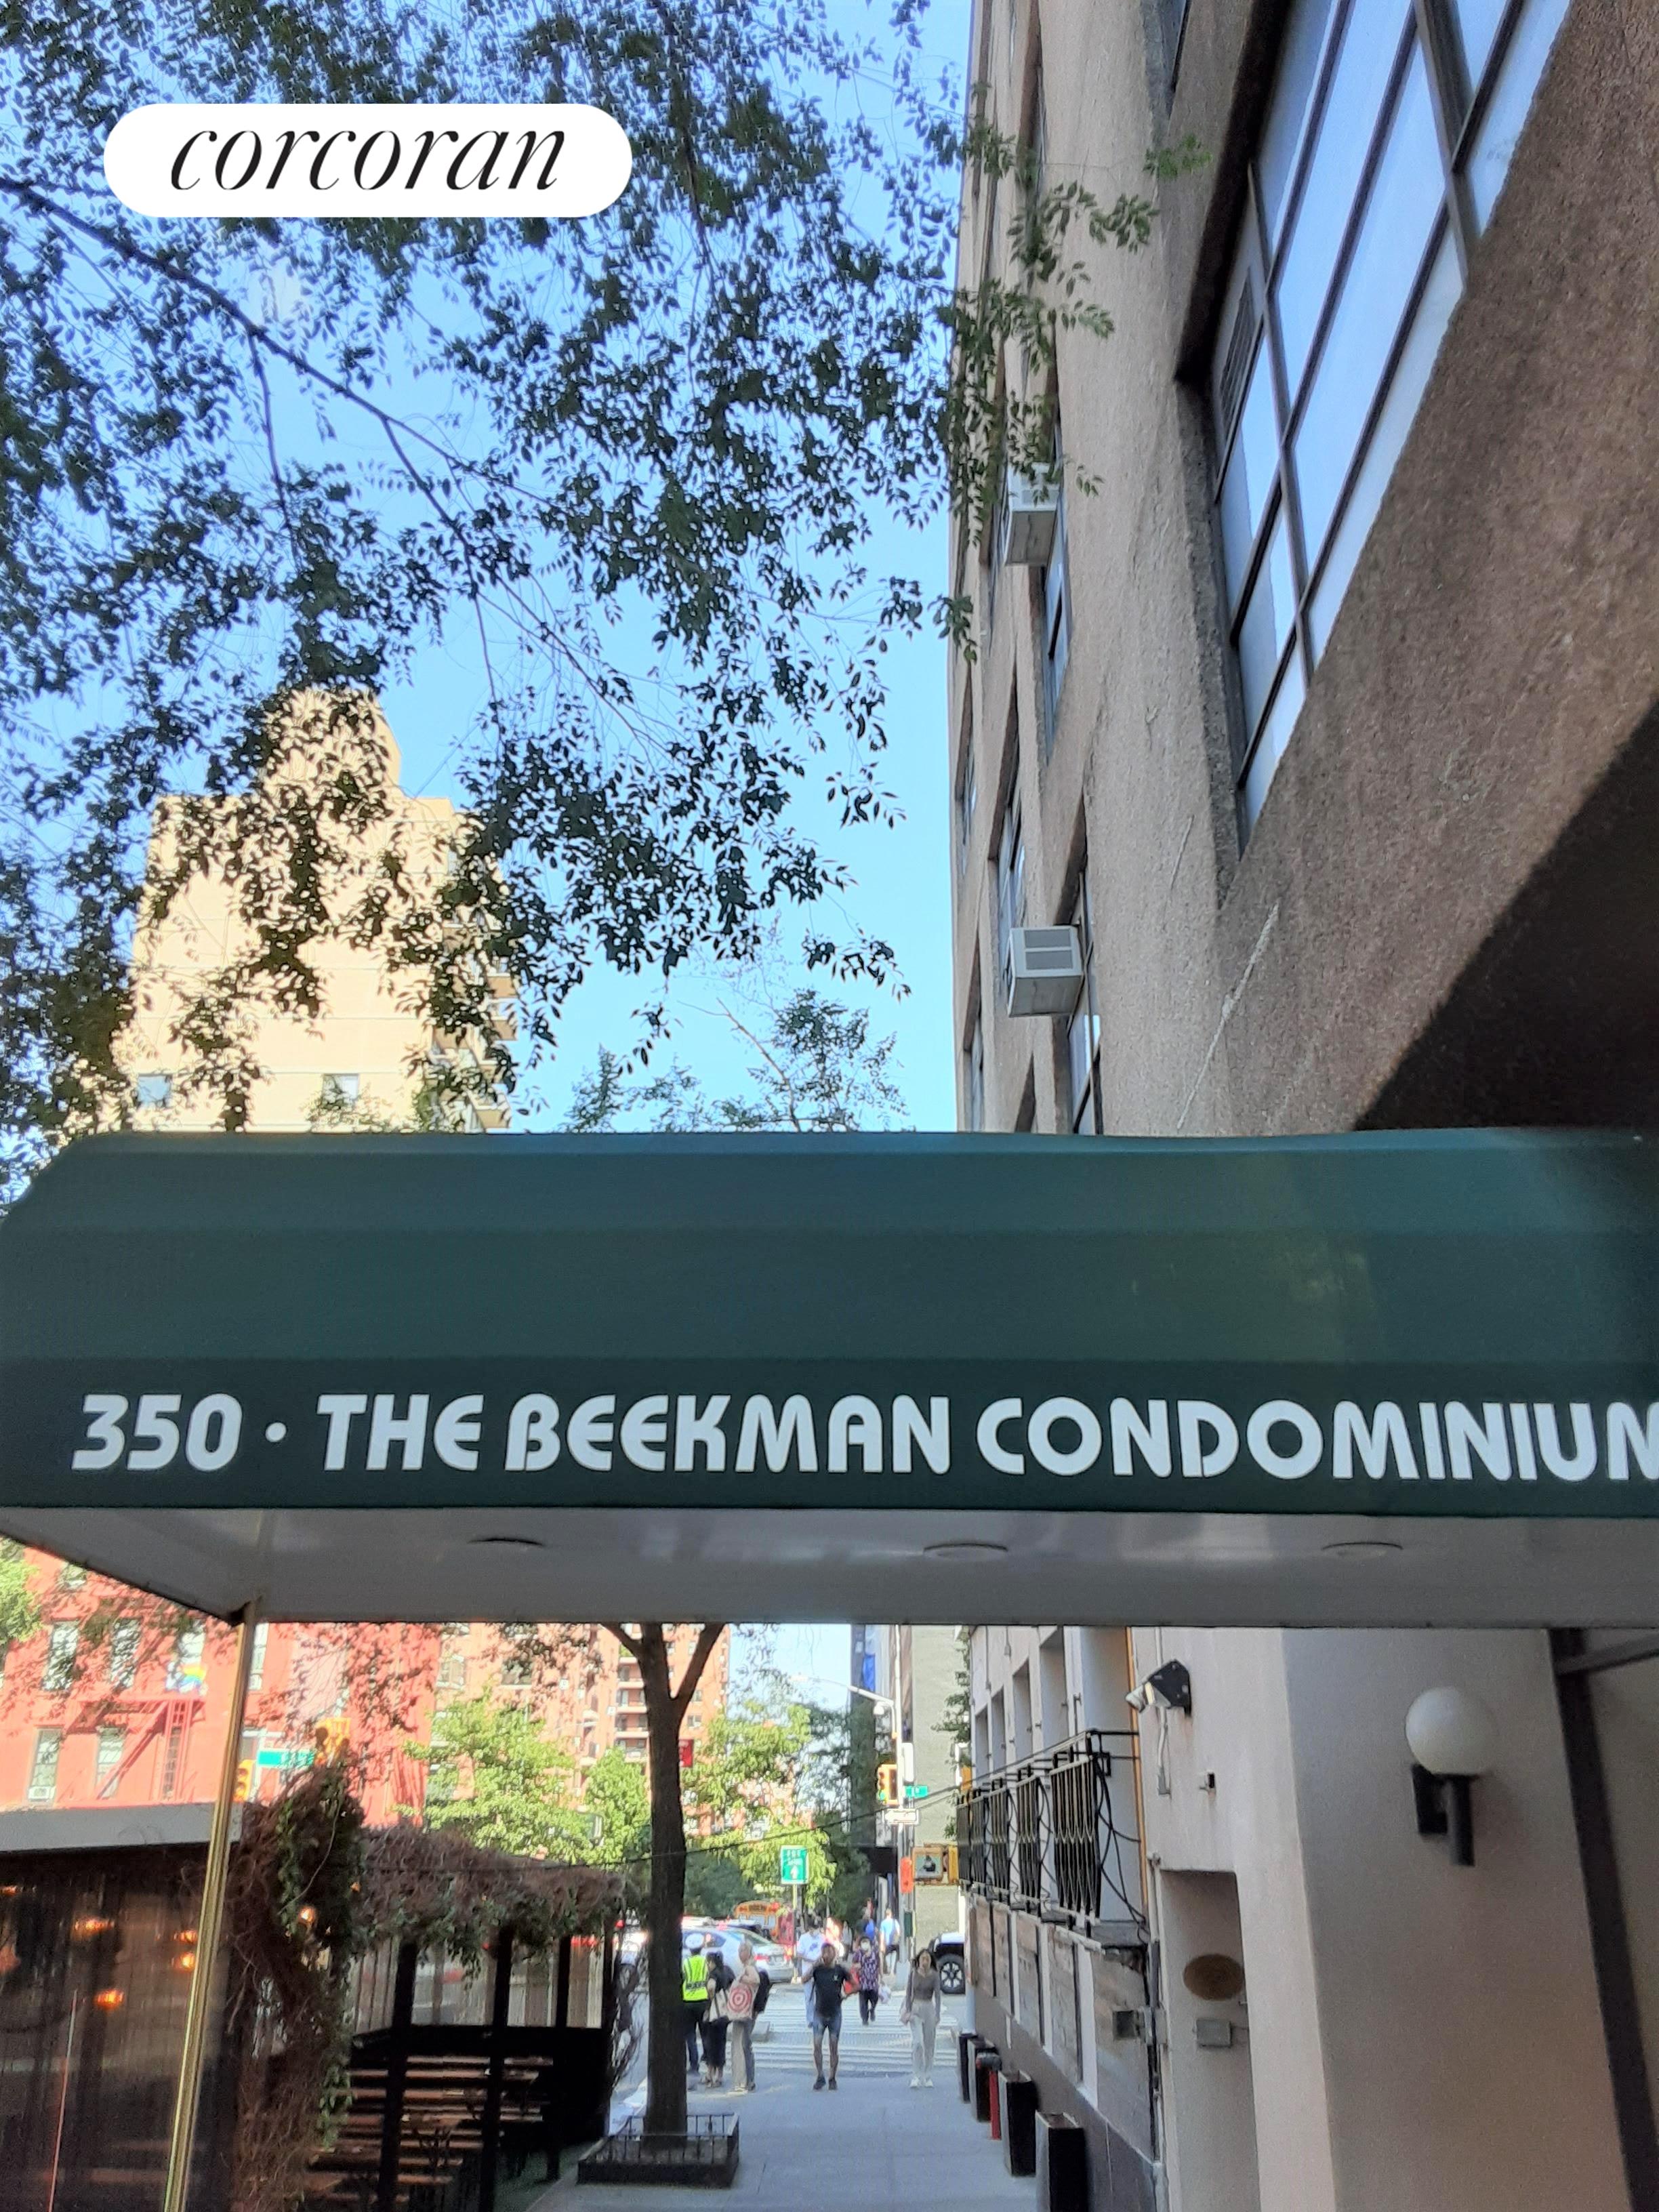 corcoran
350 · THE BEEKMAN CONDOMINIUM